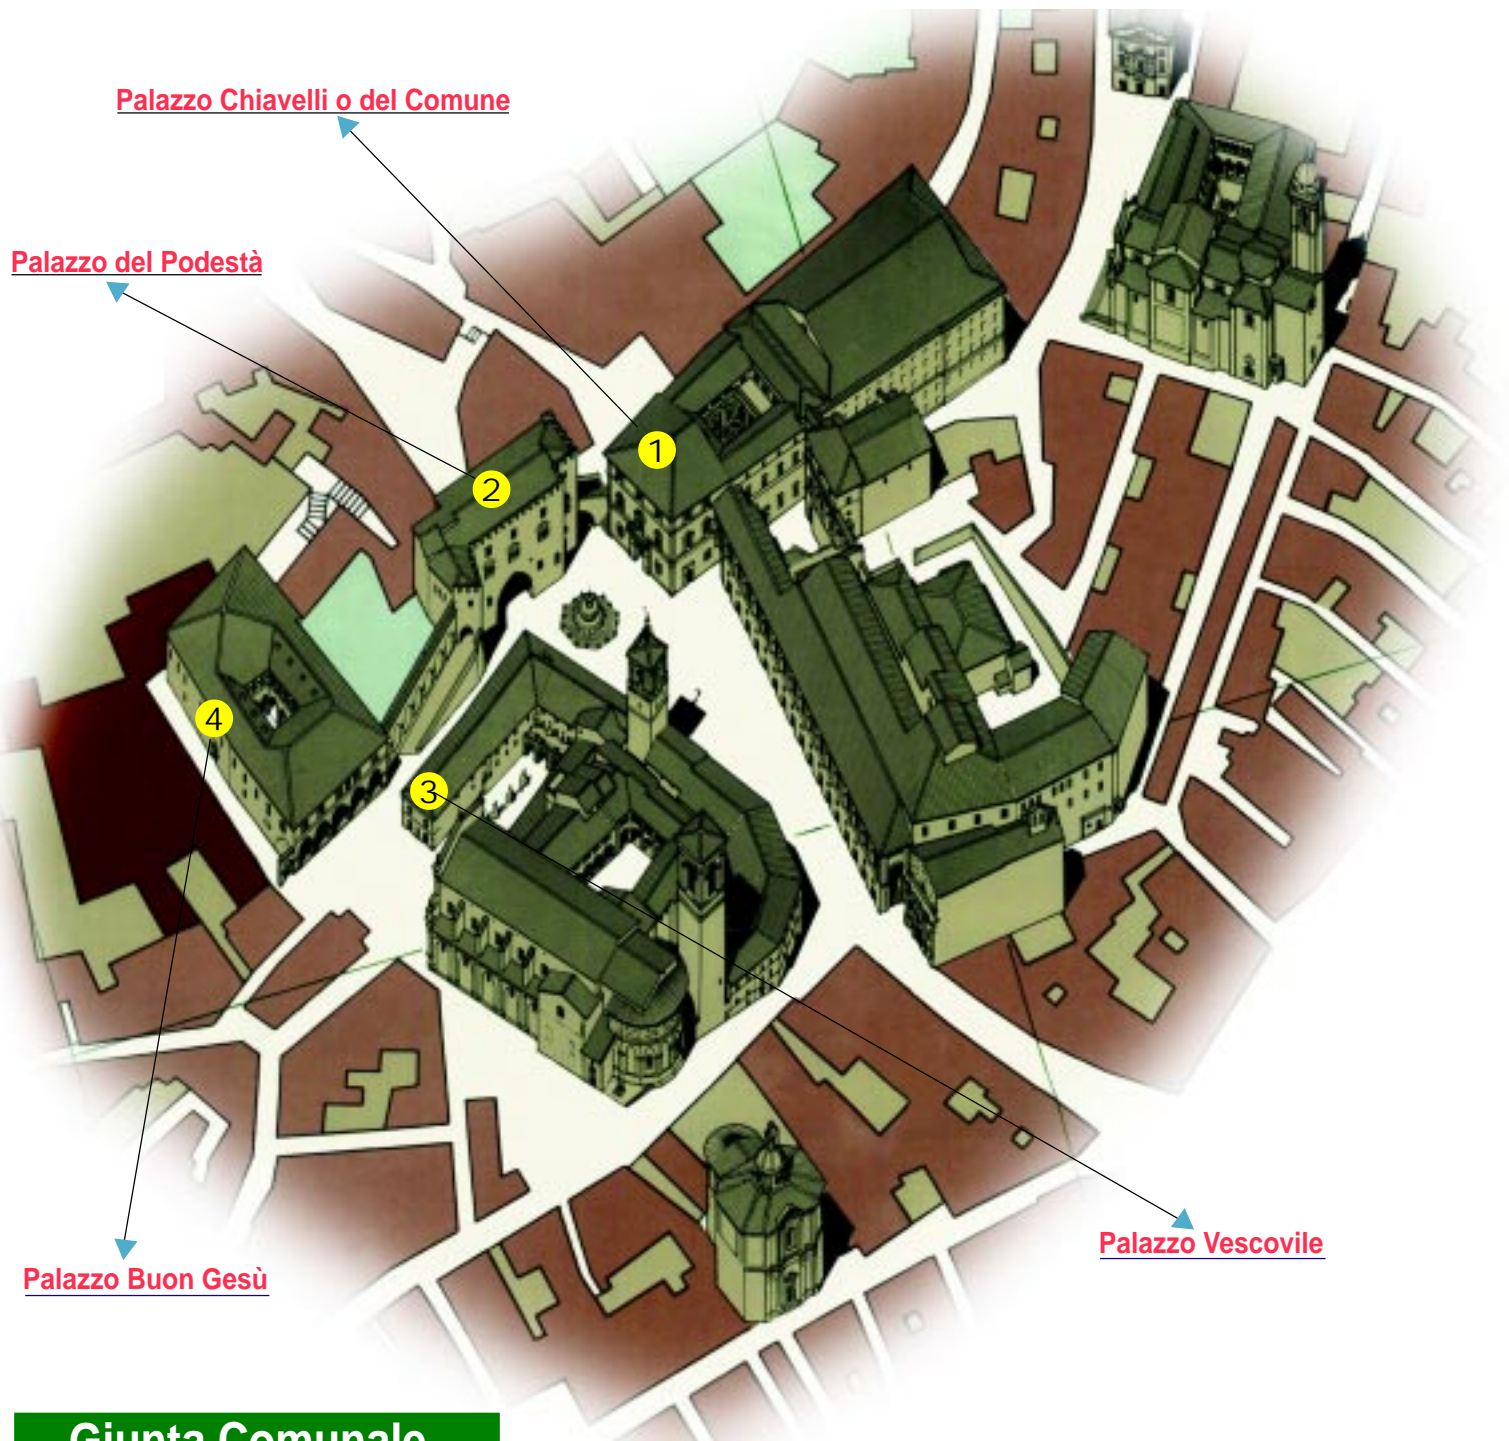 Palazzo Chiavelli o del Comune
Palazzo del Podestà
1
2
4
3
Palazzo Vescovile
Palazzo Buon Gesù
Giunta Comunale